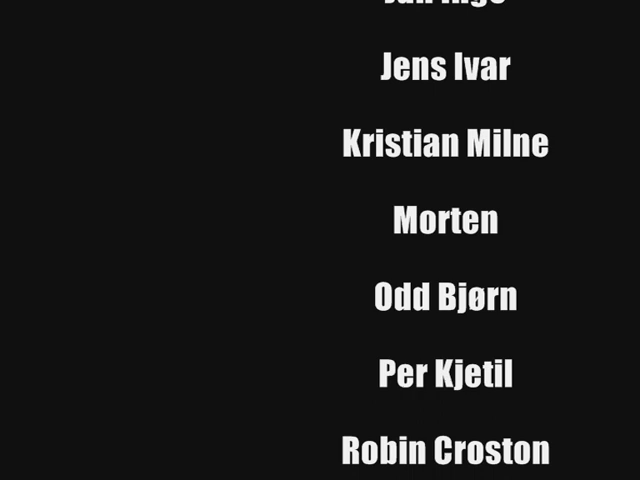 Jens Ivar
Kristian Milne
Morten
Odd Bjørn
Per Kjetil
Robin Croston